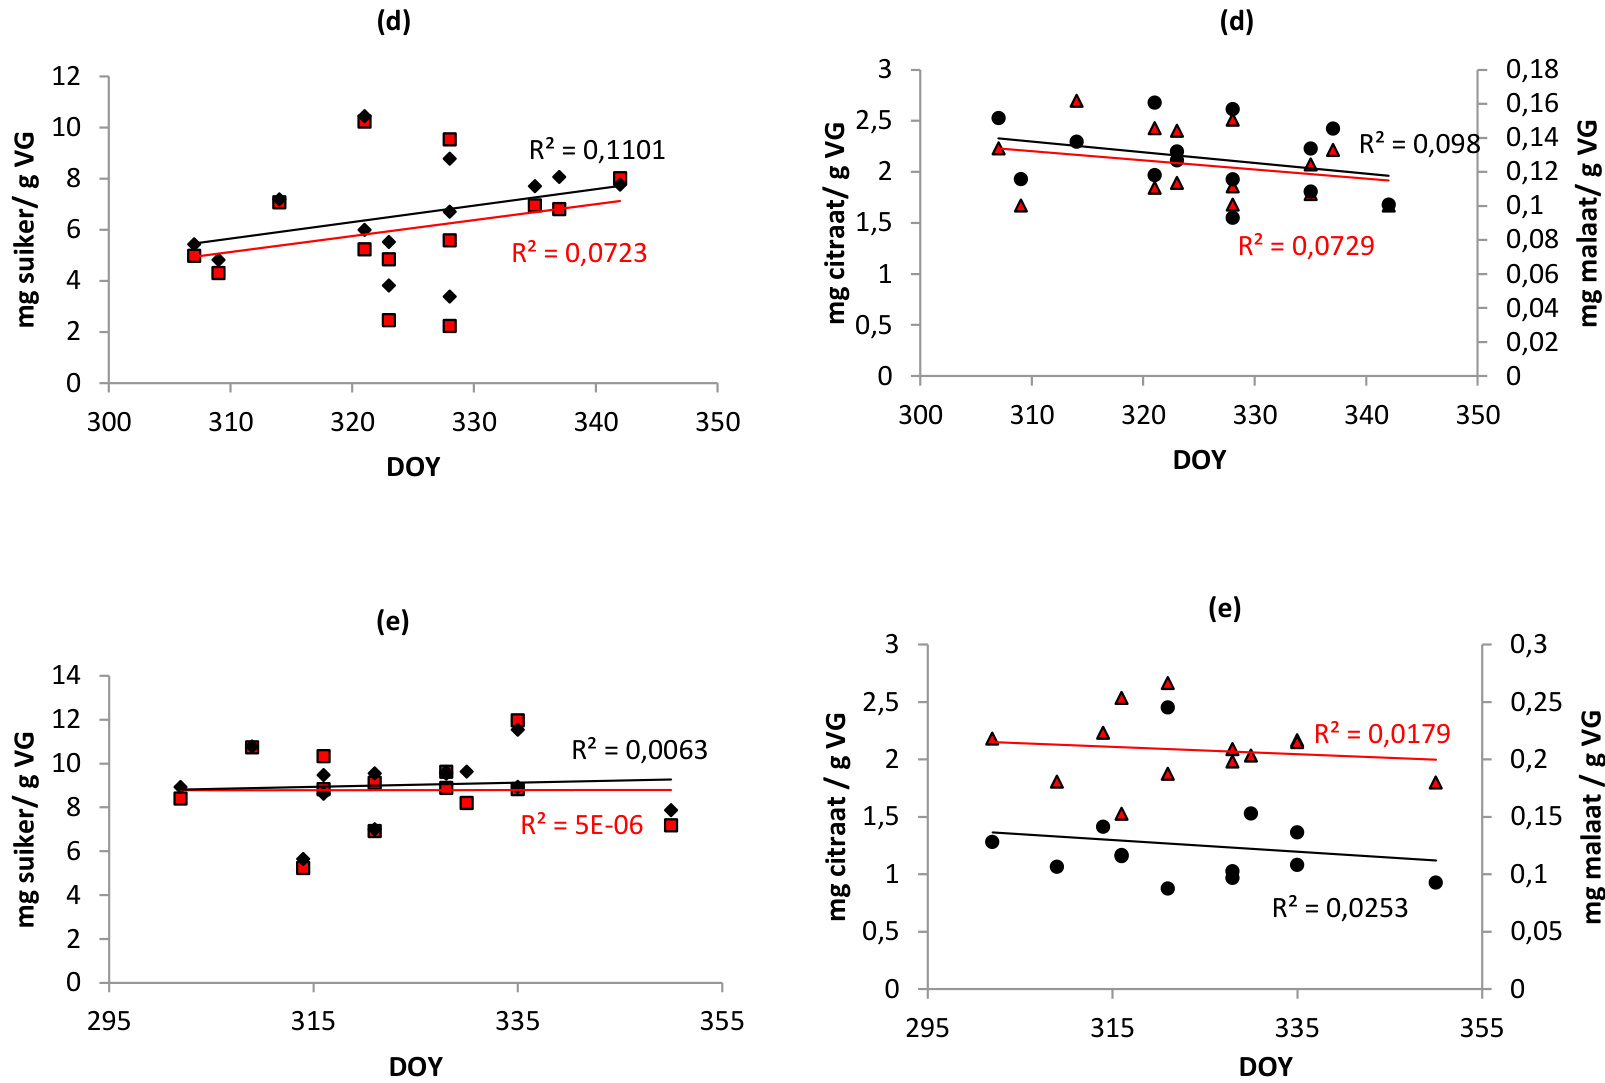 (d)
mg suiker/ g VG
12
10
8
6
4
2
0
R² = 0,1101
R² = 0,0723
300 310 320 330 340 350
DOY
(d)
mg citraat/ g VG
3
2,5
2
1,5
1
0,5
0
R² = 0,098
R² = 0,0729
0,18
0,16
0,14
0,12
0,1
0,08
0,06
0,04
0,02
0
mg malaat/ g VG
300 310 320 330 340 350
DOY
(e)
mg suiker/ g VG
14
12
10
8
6
4
2
0
R² = 0,0063
R² = 5E-06
295 315 335 355
DOY
(e)
mg citraat / g VG
3
2,5
2
1,5
1
0,5
0
R² = 0,0179
R² = 0,0253
0,3
0,25
0,2
0,15
0,1
0,05
0
mg malaat / g VG
295 315 335 355
DOY